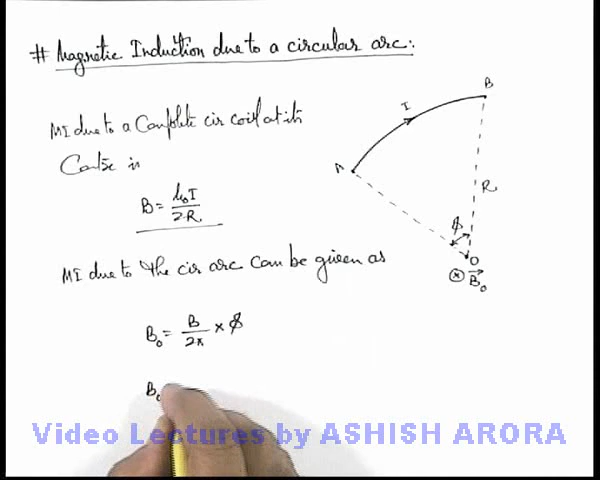 # Magnetic Induction due to a circular arc:
MI due to a Complete cir coil at its
Centre is
B = μ₀I / 2R
MI due to the cir arc can be given as
B₀ = B / 2π × ϕ
B₀
A
I
B
R
ϕ
O
⊗ B⃗₀
Video Lectures by ASHISH ARORA